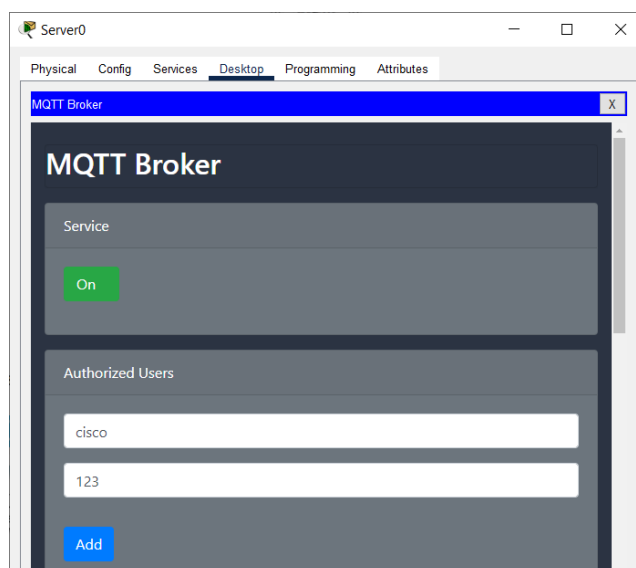 Server0
Physical Config Services Desktop Programming Attributes
MQTT Broker X
MQTT Broker
Service
On
Authorized Users
cisco
123
Add